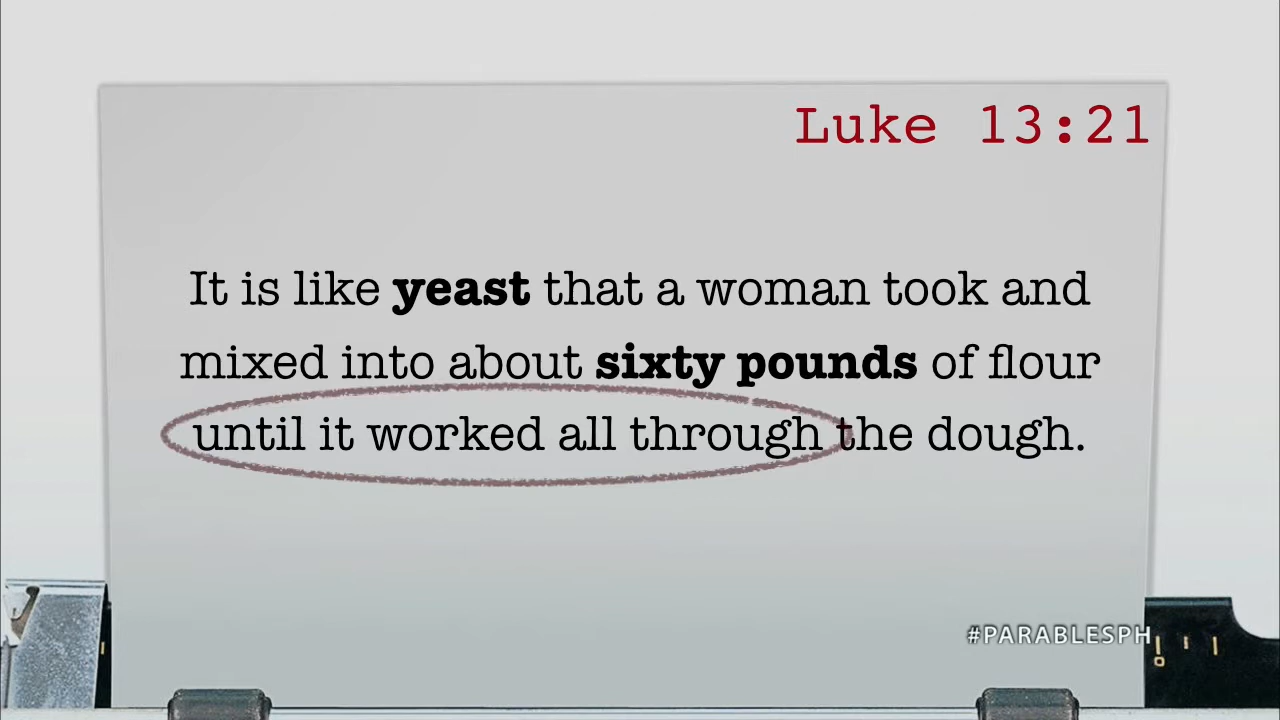 Luke 13:21
It is like yeast that a woman took and
mixed into about sixty pounds of flour
until it worked all through the dough.
#PARABLESPH